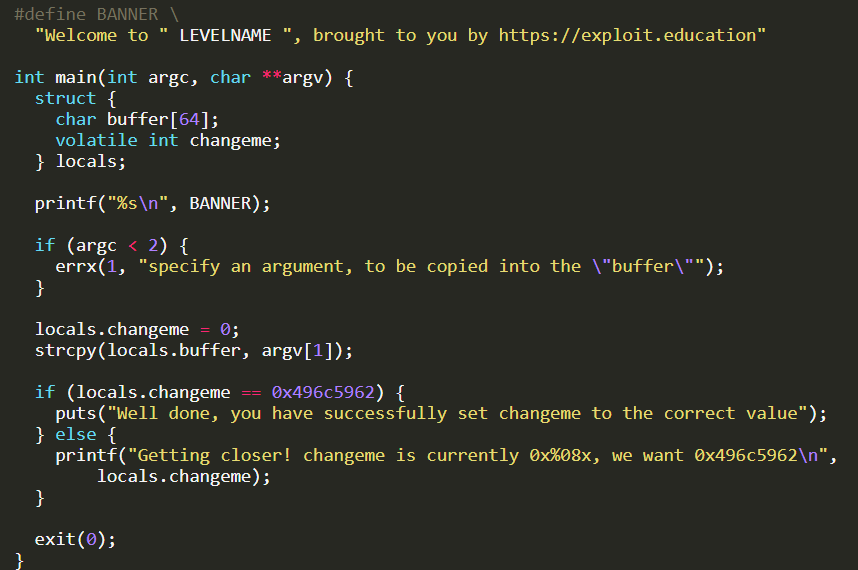 #define BANNER \
  "Welcome to " LEVELNAME ", brought to you by https://exploit.education"
int main(int argc, char **argv) {
  struct {
    char buffer[64];
    volatile int changeme;
  } locals;
  printf("%s\n", BANNER);
  if (argc < 2) {
    errx(1, "specify an argument, to be copied into the \"buffer\"");
  }
  locals.changeme = 0;
  strcpy(locals.buffer, argv[1]);
  if (locals.changeme == 0x496c5962) {
    puts("Well done, you have successfully set changeme to the correct value");
  } else {
    printf("Getting closer! changeme is currently 0x%08x, we want 0x496c5962\n",
        locals.changeme);
  }
  exit(0);
}